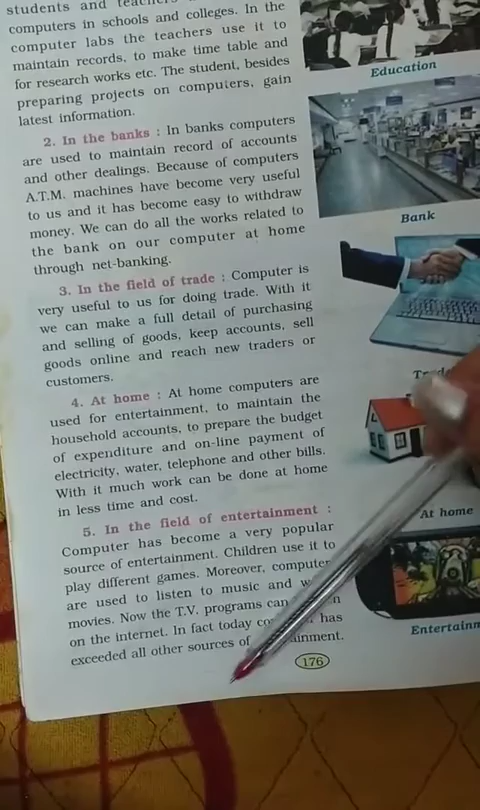 students and teachers
computers in schools and colleges. In the
computer labs the teachers use it to
maintain records, to make time table and
for research works etc. The student, besides
preparing projects on computers, gain
latest information.
2. In the banks : In banks computers
are used to maintain record of accounts
and other dealings. Because of computers
A.T.M. machines have become very useful
to us and it has become easy to withdraw
money. We can do all the works related to
the bank on our computer at home
through net-banking.
3. In the field of trade : Computer is
very useful to us for doing trade. With it
we can make a full detail of purchasing
and selling of goods, keep accounts, sell
goods online and reach new traders or
customers.
4. At home : At home computers are
used for entertainment, to maintain the
household accounts, to prepare the budget
of expenditure and on-line payment of
electricity, water, telephone and other bills.
With it much work can be done at home
in less time and cost.
5. In the field of entertainment :
Computer has become a very popular
source of entertainment. Children use it to
play different games. Moreover, computer
are used to listen to music and
movies. Now the T.V. programs can
on the internet. In fact today has
exceeded all other sources of
176
Education
Bank
At home